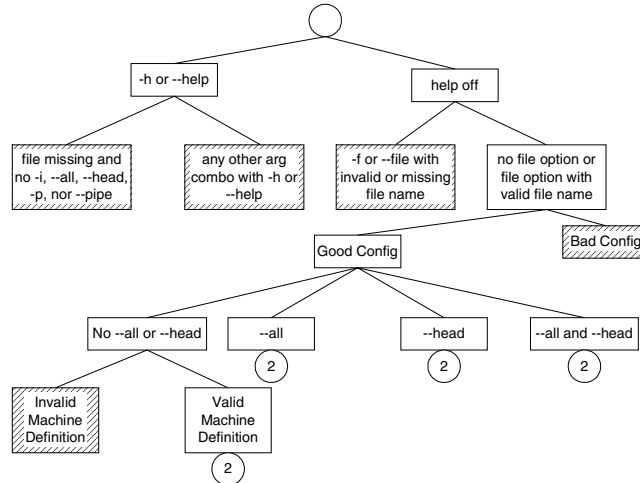 -h or --help
help off
file missing and
no -i, --all, --head,
-p, nor --pipe
any other arg
combo with -h or
--help
-f or --file with
invalid or missing
file name
no file option or
file option with
valid file name
Good Config
Bad Config
No --all or --head
--all
--head
--all and --head
2
2
2
Invalid
Machine
Definition
Valid
Machine
Definition
2